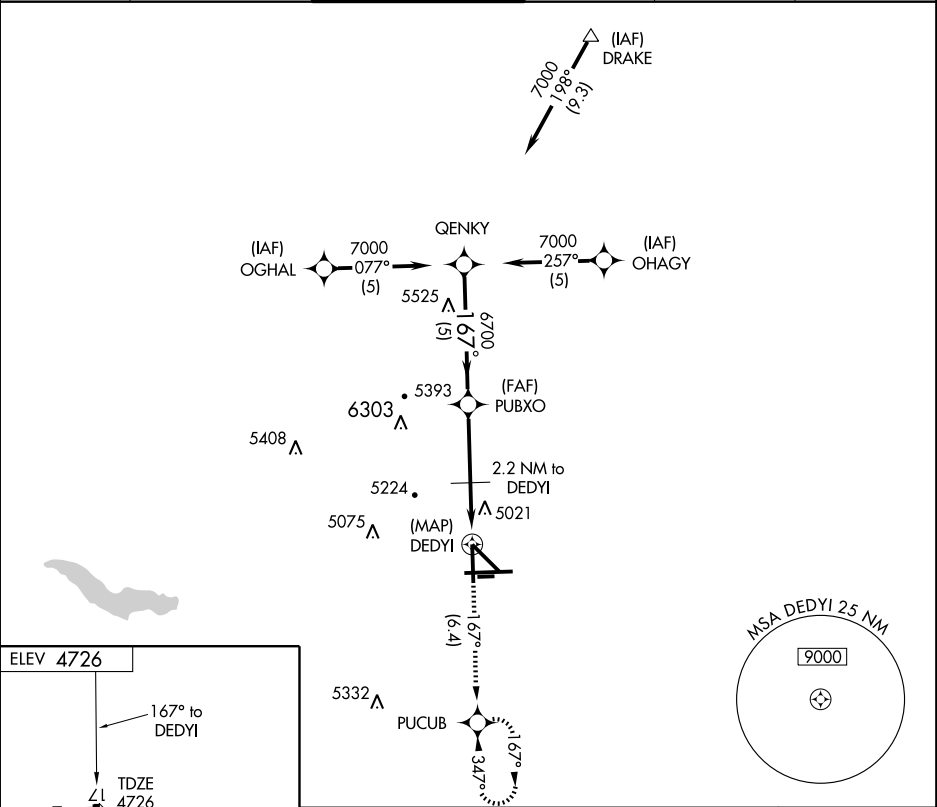 (IAF)
DRAKE
7000
198°
(9.3)
QENKY
(IAF)
OGHAL
7000
077°
(5)
7000
257°
(5)
(IAF)
OHAGY
5525
6700
167°
(5)
5393
(FAF)
PUBXO
6303
5408
2.2 NM to
DEDYI
5224
5021
5075
(MAP)
DEDYI
167°
(6.4)
MSA DEDYI 25 NM
9000
ELEV 4726
167° to
DEDYI
TDZE
4726
17
5332
PUCUB
167°
347°